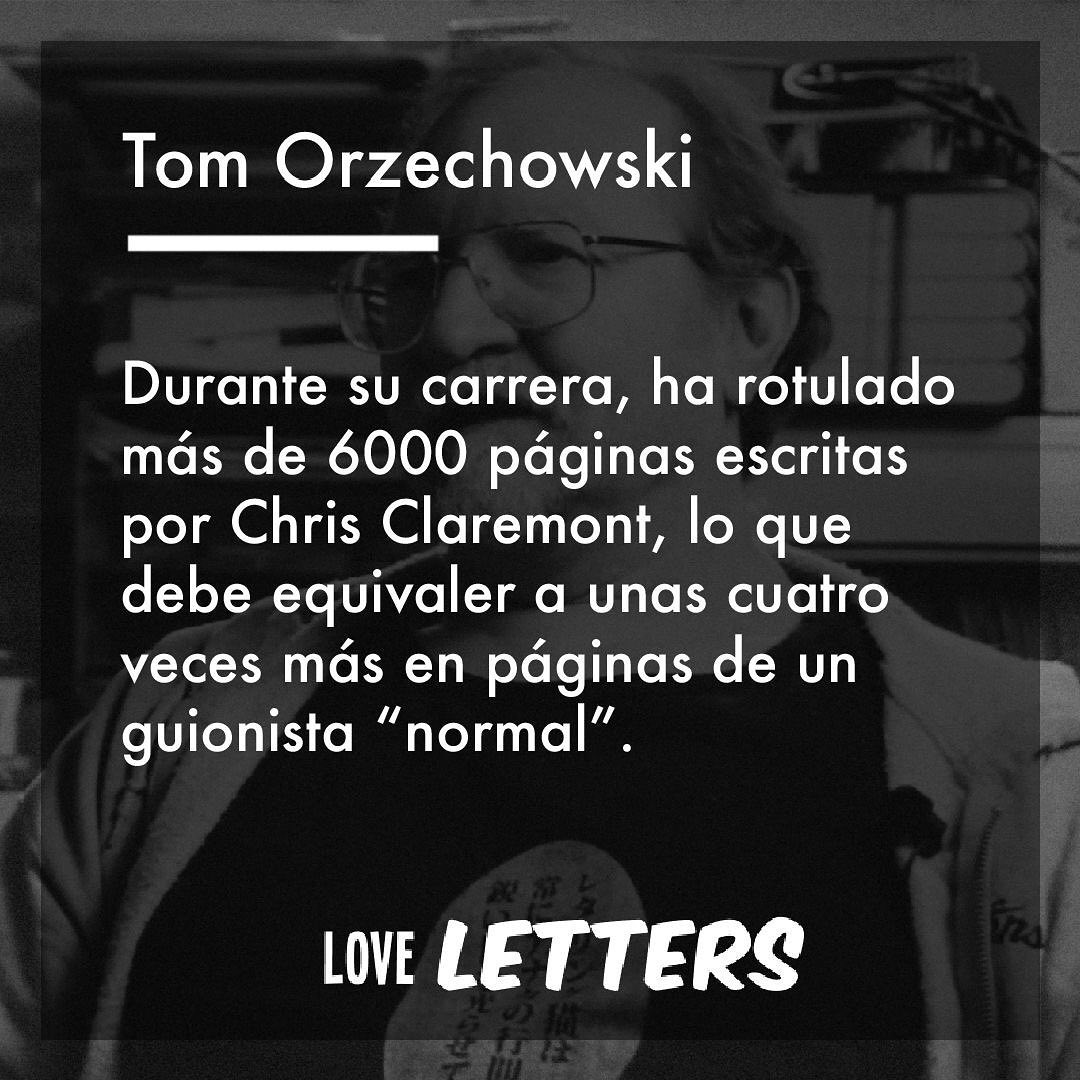 Tom Orzechowski
Durante su carrera, ha rotulado
más de 6000 páginas escritas
por Chris Claremont, lo que
debe equivaler a unas cuatro
veces más en páginas de un
guionista “normal”.
LOVE LETTERS